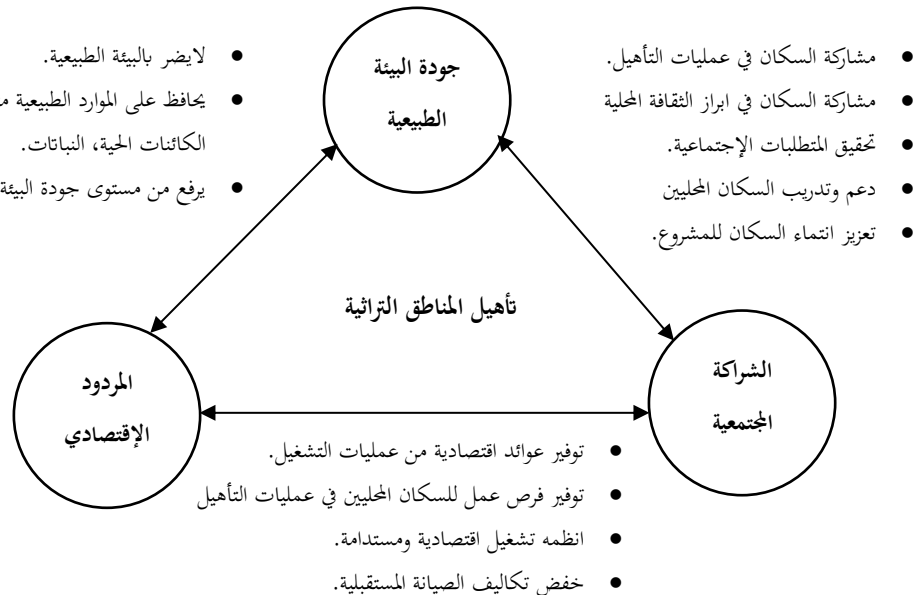 جودة البيئة
الطبيعية
● مشاركة السكان في عمليات التأهيل.
● مشاركة السكان في ابراز الثقافة المحلية
● تحقيق المتطلبات الإجتماعية.
● دعم وتدريب السكان المحليين
● تعزيز انتماء السكان للمشروع.
● لايضر بالبيئة الطبيعية.
● يحافظ على الموارد الطبيعية
الكائنات الحية، النباتات.
● يرفع من مستوى جودة البيئة
تأهيل المناطق التراثية
الشراكة
المجتمعية
المردود
الإقتصادي
● توفير عوائد اقتصادية من عمليات التشغيل.
● توفير فرص عمل للسكان المحليين في عمليات التأهيل
● انظمه تشغيل اقتصادية ومستدامة.
● خفض تكاليف الصيانة المستقبلية.